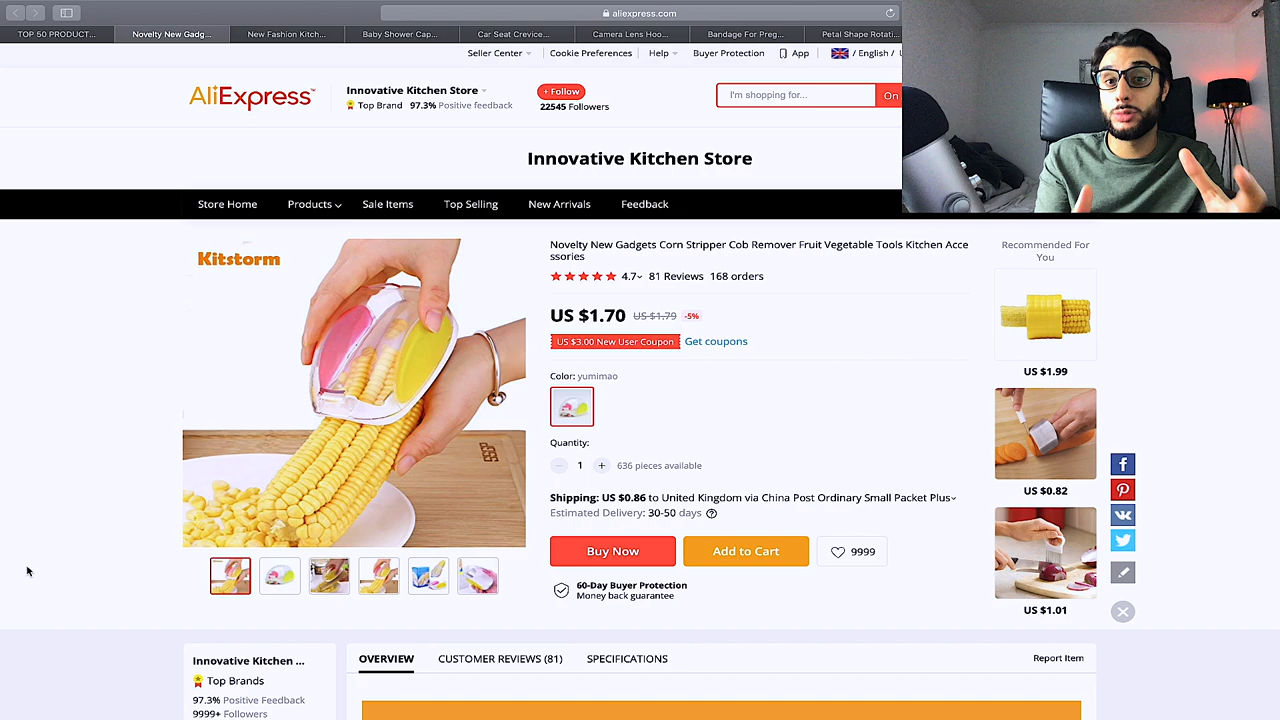 aliexpress.com
TOP 50 PRODUCT...
Novelty New Gadg...
New Fashion Kitch...
Baby Shower Cap...
Car Seat Crevice...
Camera Lens Hoo...
Bandage For Preg...
Petal Shape Rotati...
Seller Center
Cookie Preferences
Help
Buyer Protection
App
/ English /
AliExpress™
Innovative Kitchen Store
Top Brand 97.3% Positive feedback
+ Follow
22545 Followers
I'm shopping for...
On
Innovative Kitchen Store
Store Home
Products
Sale Items
Top Selling
New Arrivals
Feedback
Kitstorm
Novelty New Gadgets Corn Stripper Cob Remover Fruit Vegetable Tools Kitchen Acce
ssories
4.7 81 Reviews 168 orders
US $1.70 US $1.79 -5%
US $3.00 New User Coupon Get coupons
Color: yumimao
Quantity:
1 + 636 pieces available
Shipping: US $0.86 to United Kingdom via China Post Ordinary Small Packet Plus
Estimated Delivery: 30-50 days
Buy Now
Add to Cart
9999
60-Day Buyer Protection
Money back guarantee
Recommended For
You
US $1.99
US $0.82
US $1.01
Innovative Kitchen ...
Top Brands
97.3% Positive Feedback
9999+ Followers
OVERVIEW
CUSTOMER REVIEWS (81)
SPECIFICATIONS
Report Item